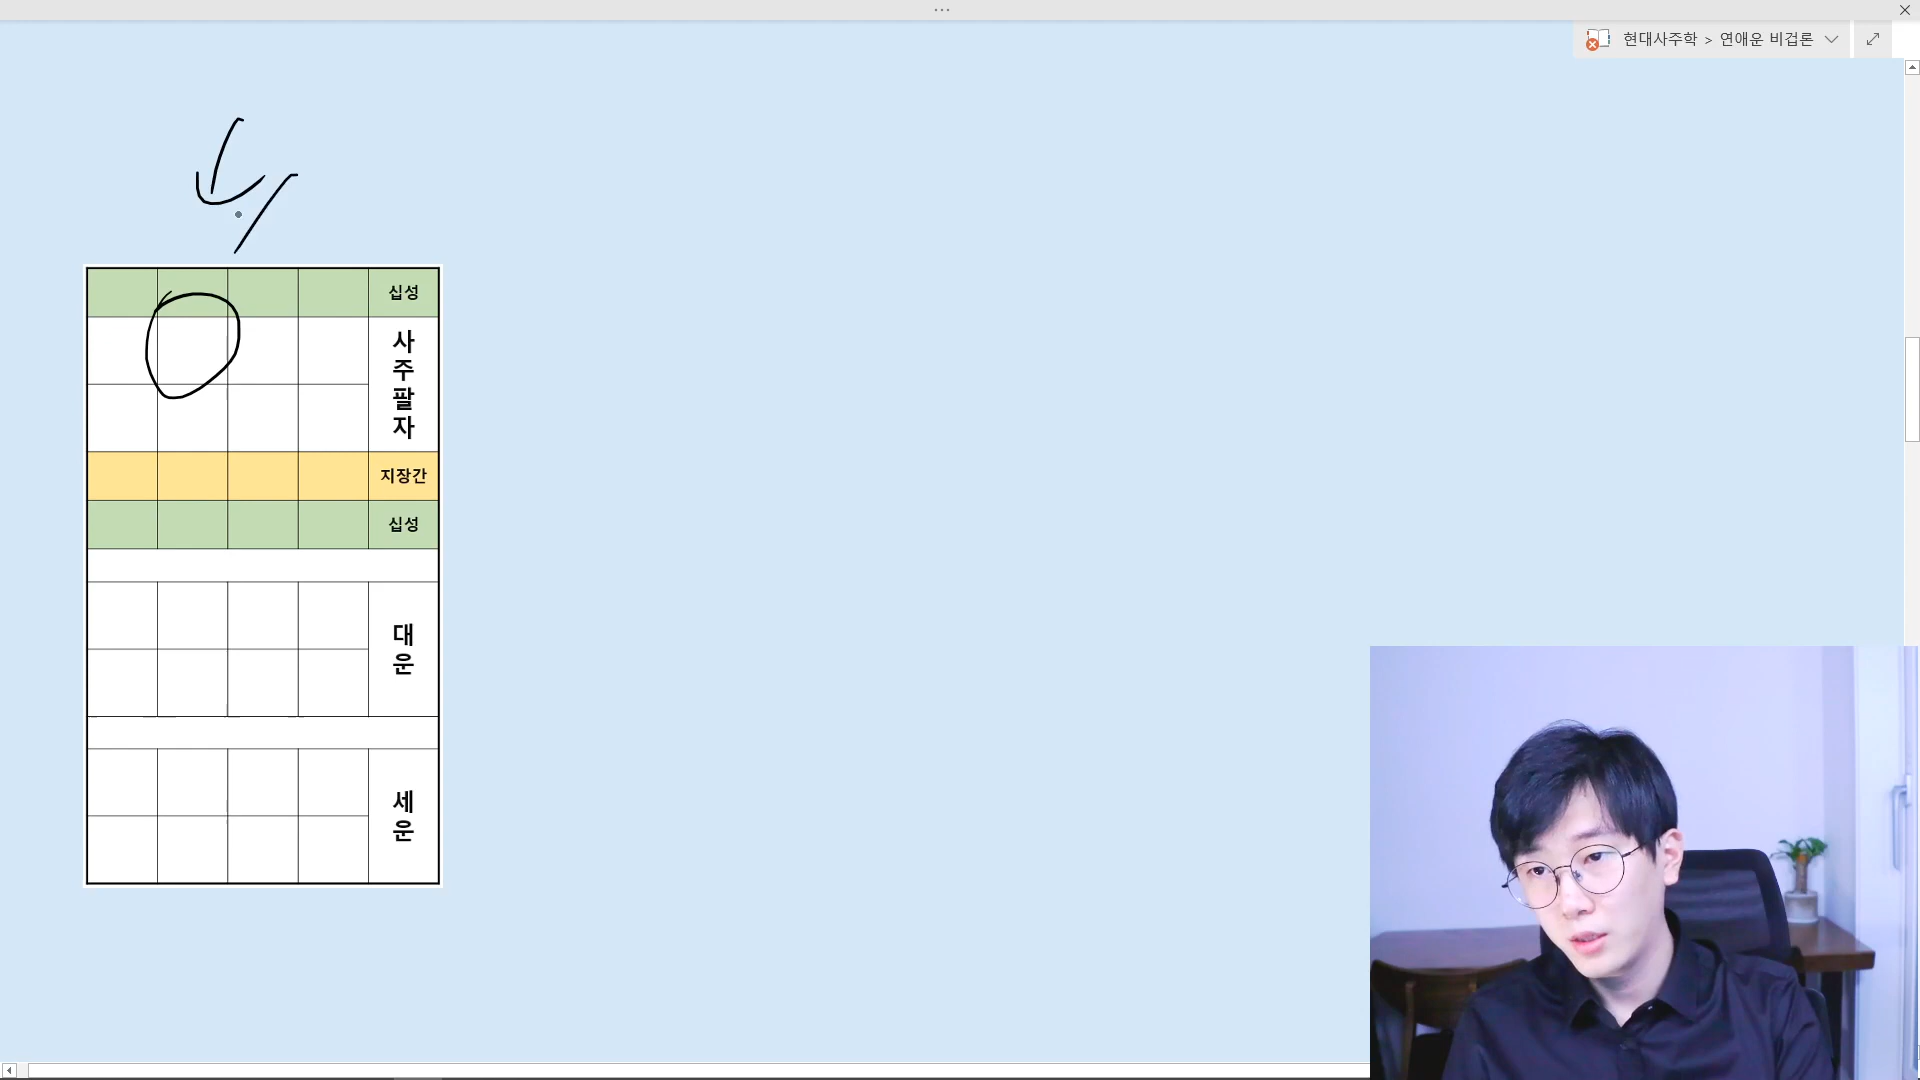 현대사주학 > 연애운 비겁론
십성
사
주
팔
자
지장간
십성
대
운
세
운